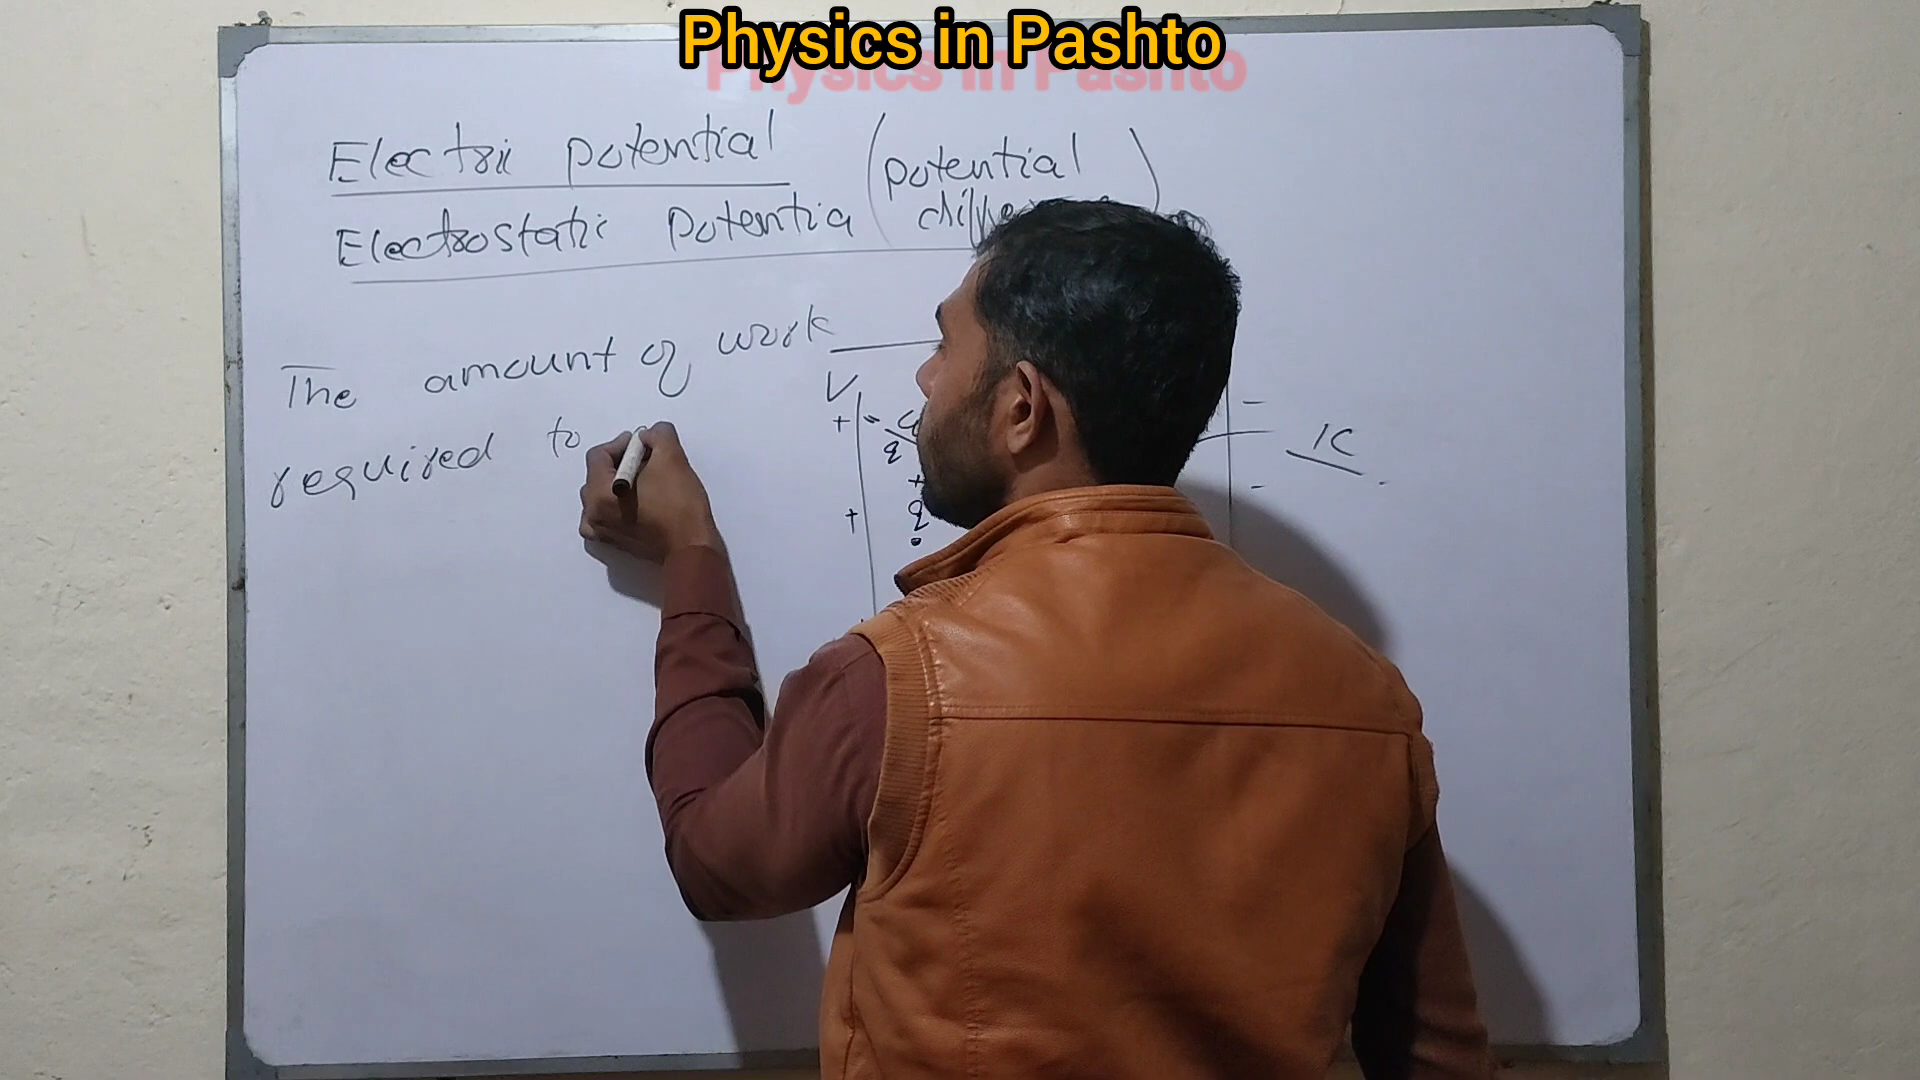 Physics in Pashto
Electric potential (potential
Electrostatic Potentia
The amount of work
required to
V
+ =
q
+
+ q
- 1C
-